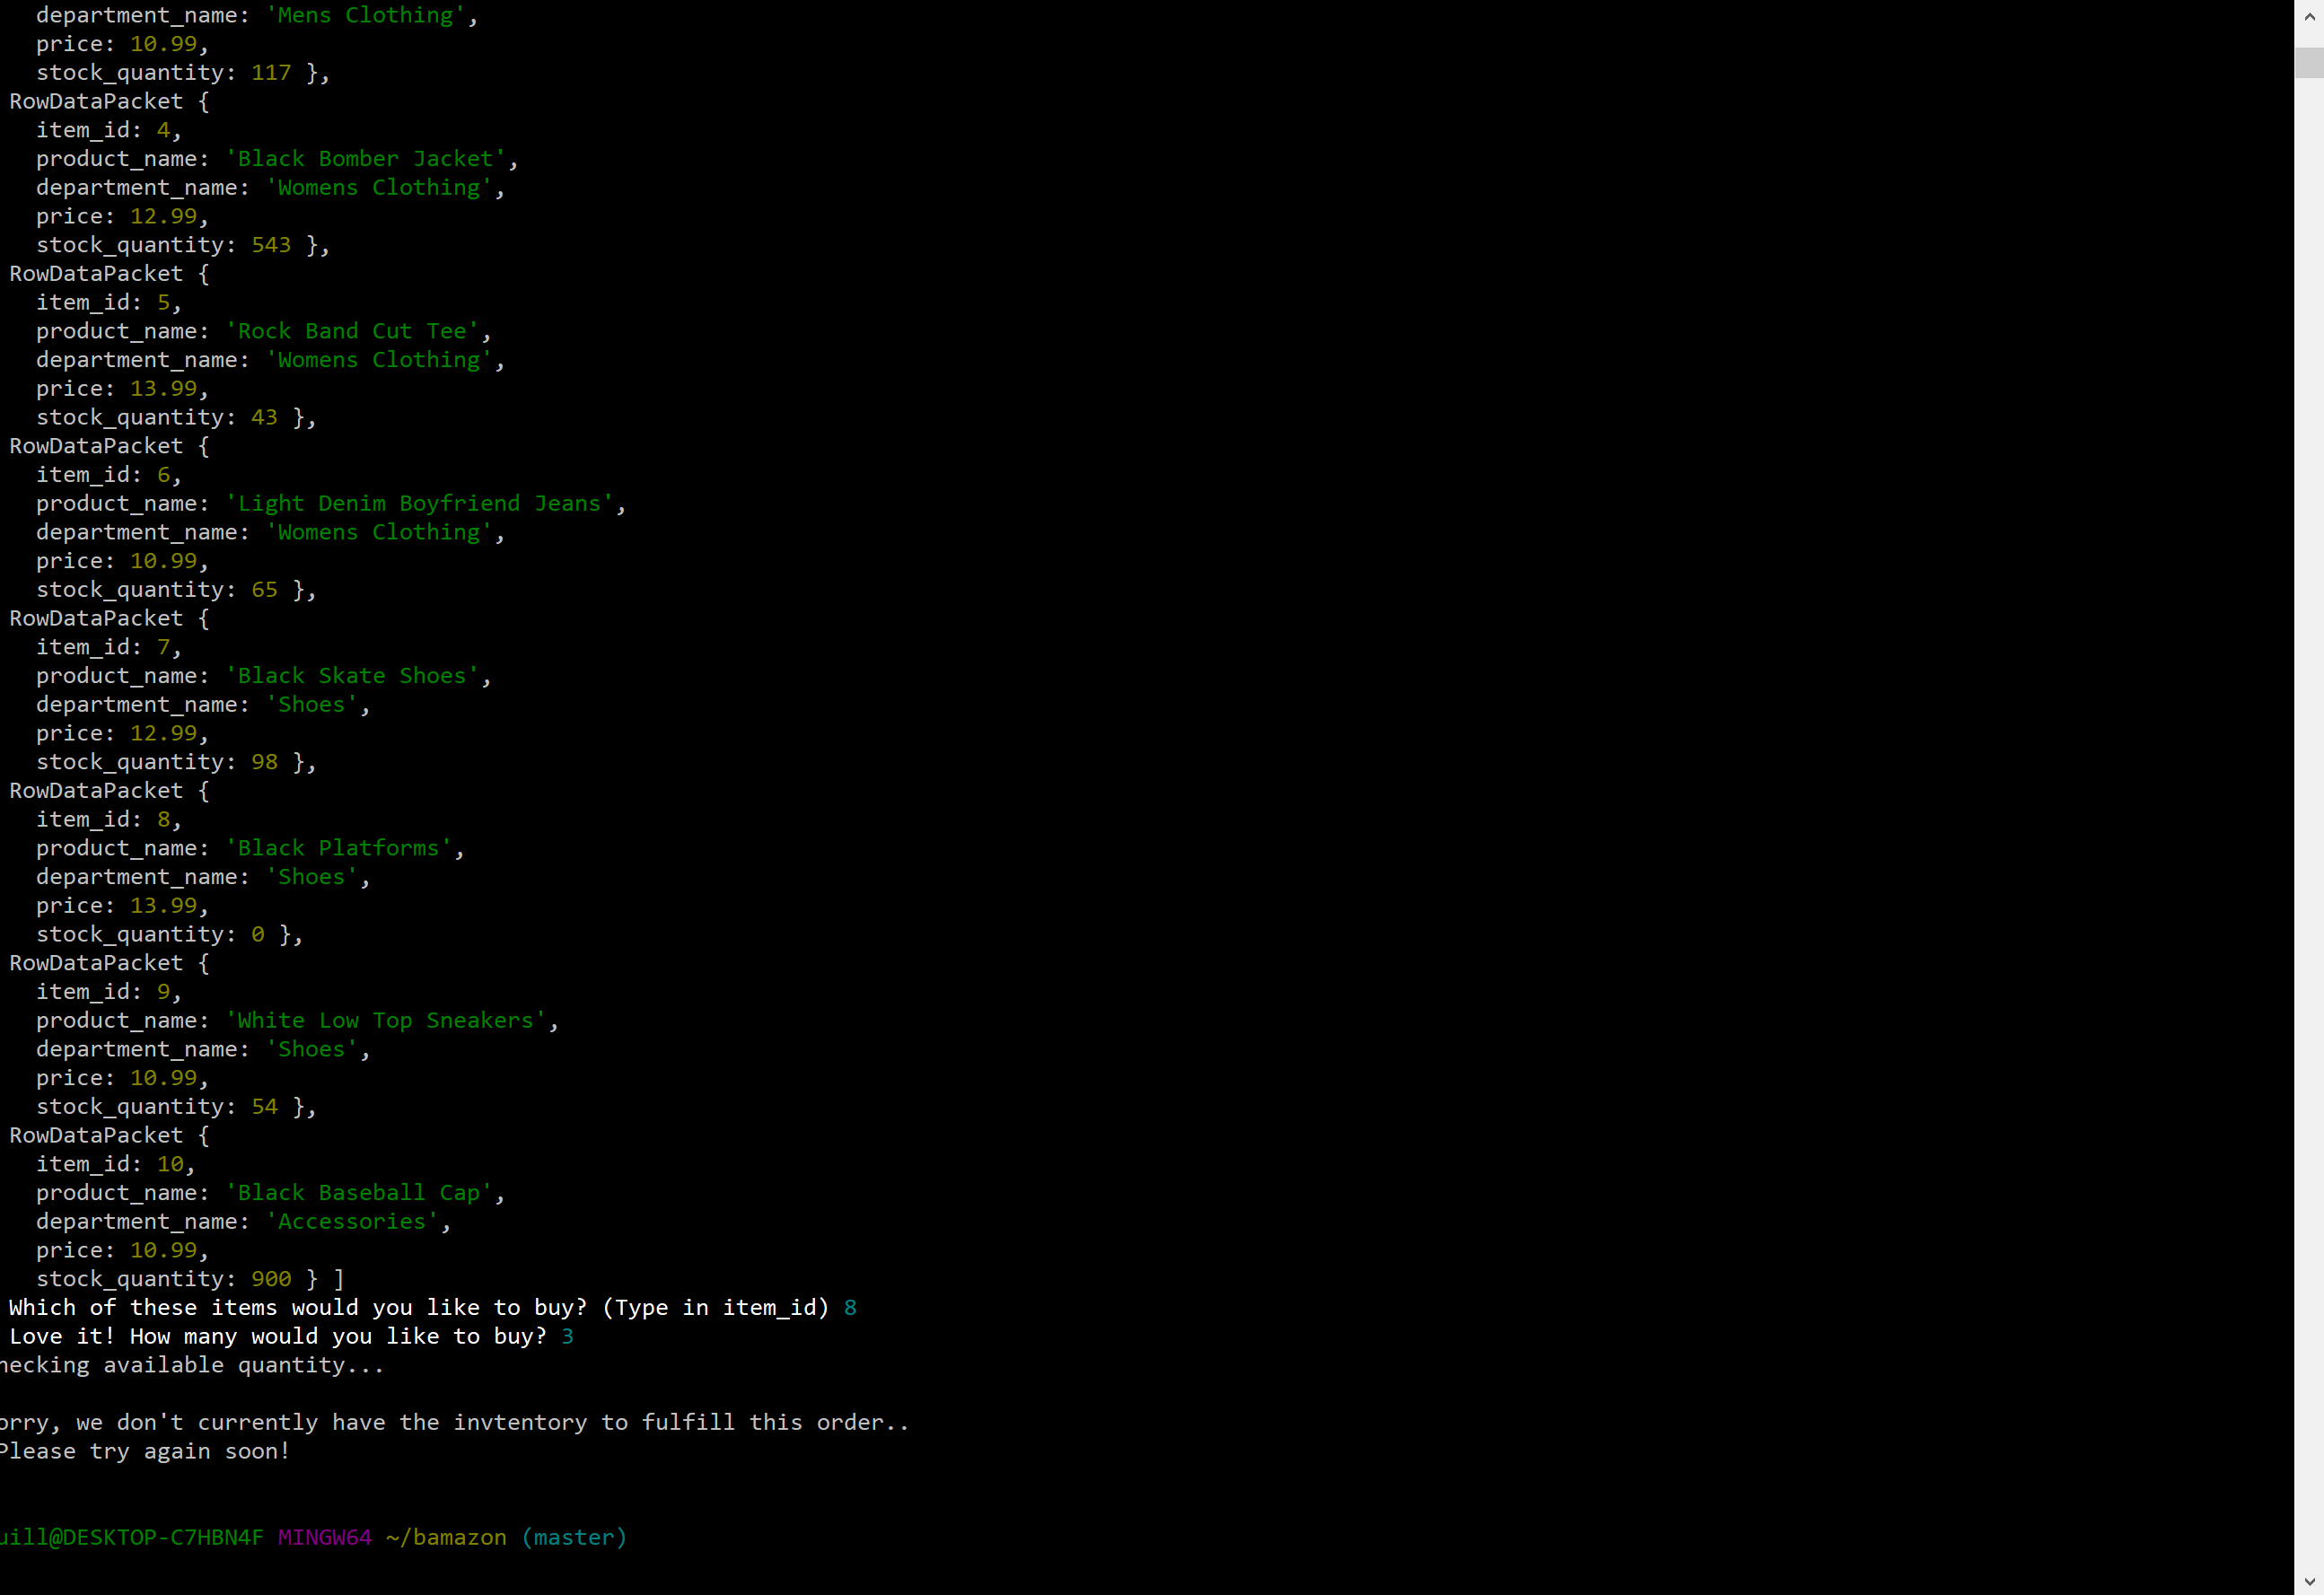 department_name: 'Mens Clothing',
price: 10.99,
stock_quantity: 117 },
RowDataPacket {
item_id: 4,
product_name: 'Black Bomber Jacket',
department_name: 'Womens Clothing',
price: 12.99,
stock_quantity: 543 },
RowDataPacket {
item_id: 5,
product_name: 'Rock Band Cut Tee',
department_name: 'Womens Clothing',
price: 13.99,
stock_quantity: 43 },
RowDataPacket {
item_id: 6,
product_name: 'Light Denim Boyfriend Jeans',
department_name: 'Womens Clothing',
price: 10.99,
stock_quantity: 65 },
RowDataPacket {
item_id: 7,
product_name: 'Black Skate Shoes',
department_name: 'Shoes',
price: 12.99,
stock_quantity: 98 },
RowDataPacket {
item_id: 8,
product_name: 'Black Platforms',
department_name: 'Shoes',
price: 13.99,
stock_quantity: 0 },
RowDataPacket {
item_id: 9,
product_name: 'White Low Top Sneakers',
department_name: 'Shoes',
price: 10.99,
stock_quantity: 54 },
RowDataPacket {
item_id: 10,
product_name: 'Black Baseball Cap',
department_name: 'Accessories',
price: 10.99,
stock_quantity: 900 } ]
Which of these items would you like to buy? (Type in item_id) 8
Love it! How many would you like to buy? 3
hecking available quantity...
orry, we don't currently have the invtentory to fulfill this order..
Please try again soon!
uill@DESKTOP-C7HBN4F MINGW64 ~/bamazon (master)